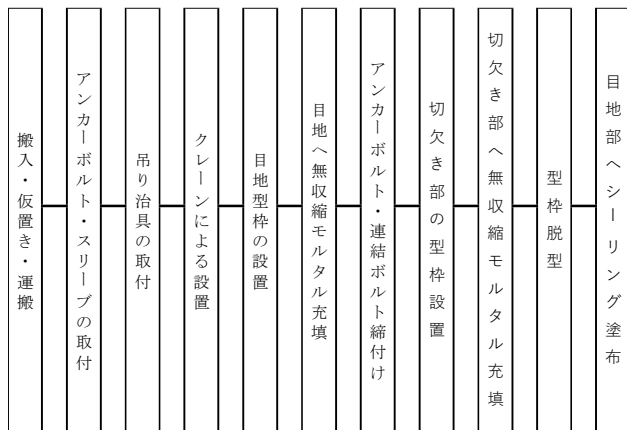 搬入・仮置き・運搬
アンカーボルト・スリーブの取付
吊り治具の取付
クレーンによる設置
目地型枠の設置
目地へ無収縮モルタル充填
アンカーボルト・連結ボルト締付け
切欠き部の型枠設置
切欠き部へ無収縮モルタル充填
型枠脱型
目地部へシーリング塗布